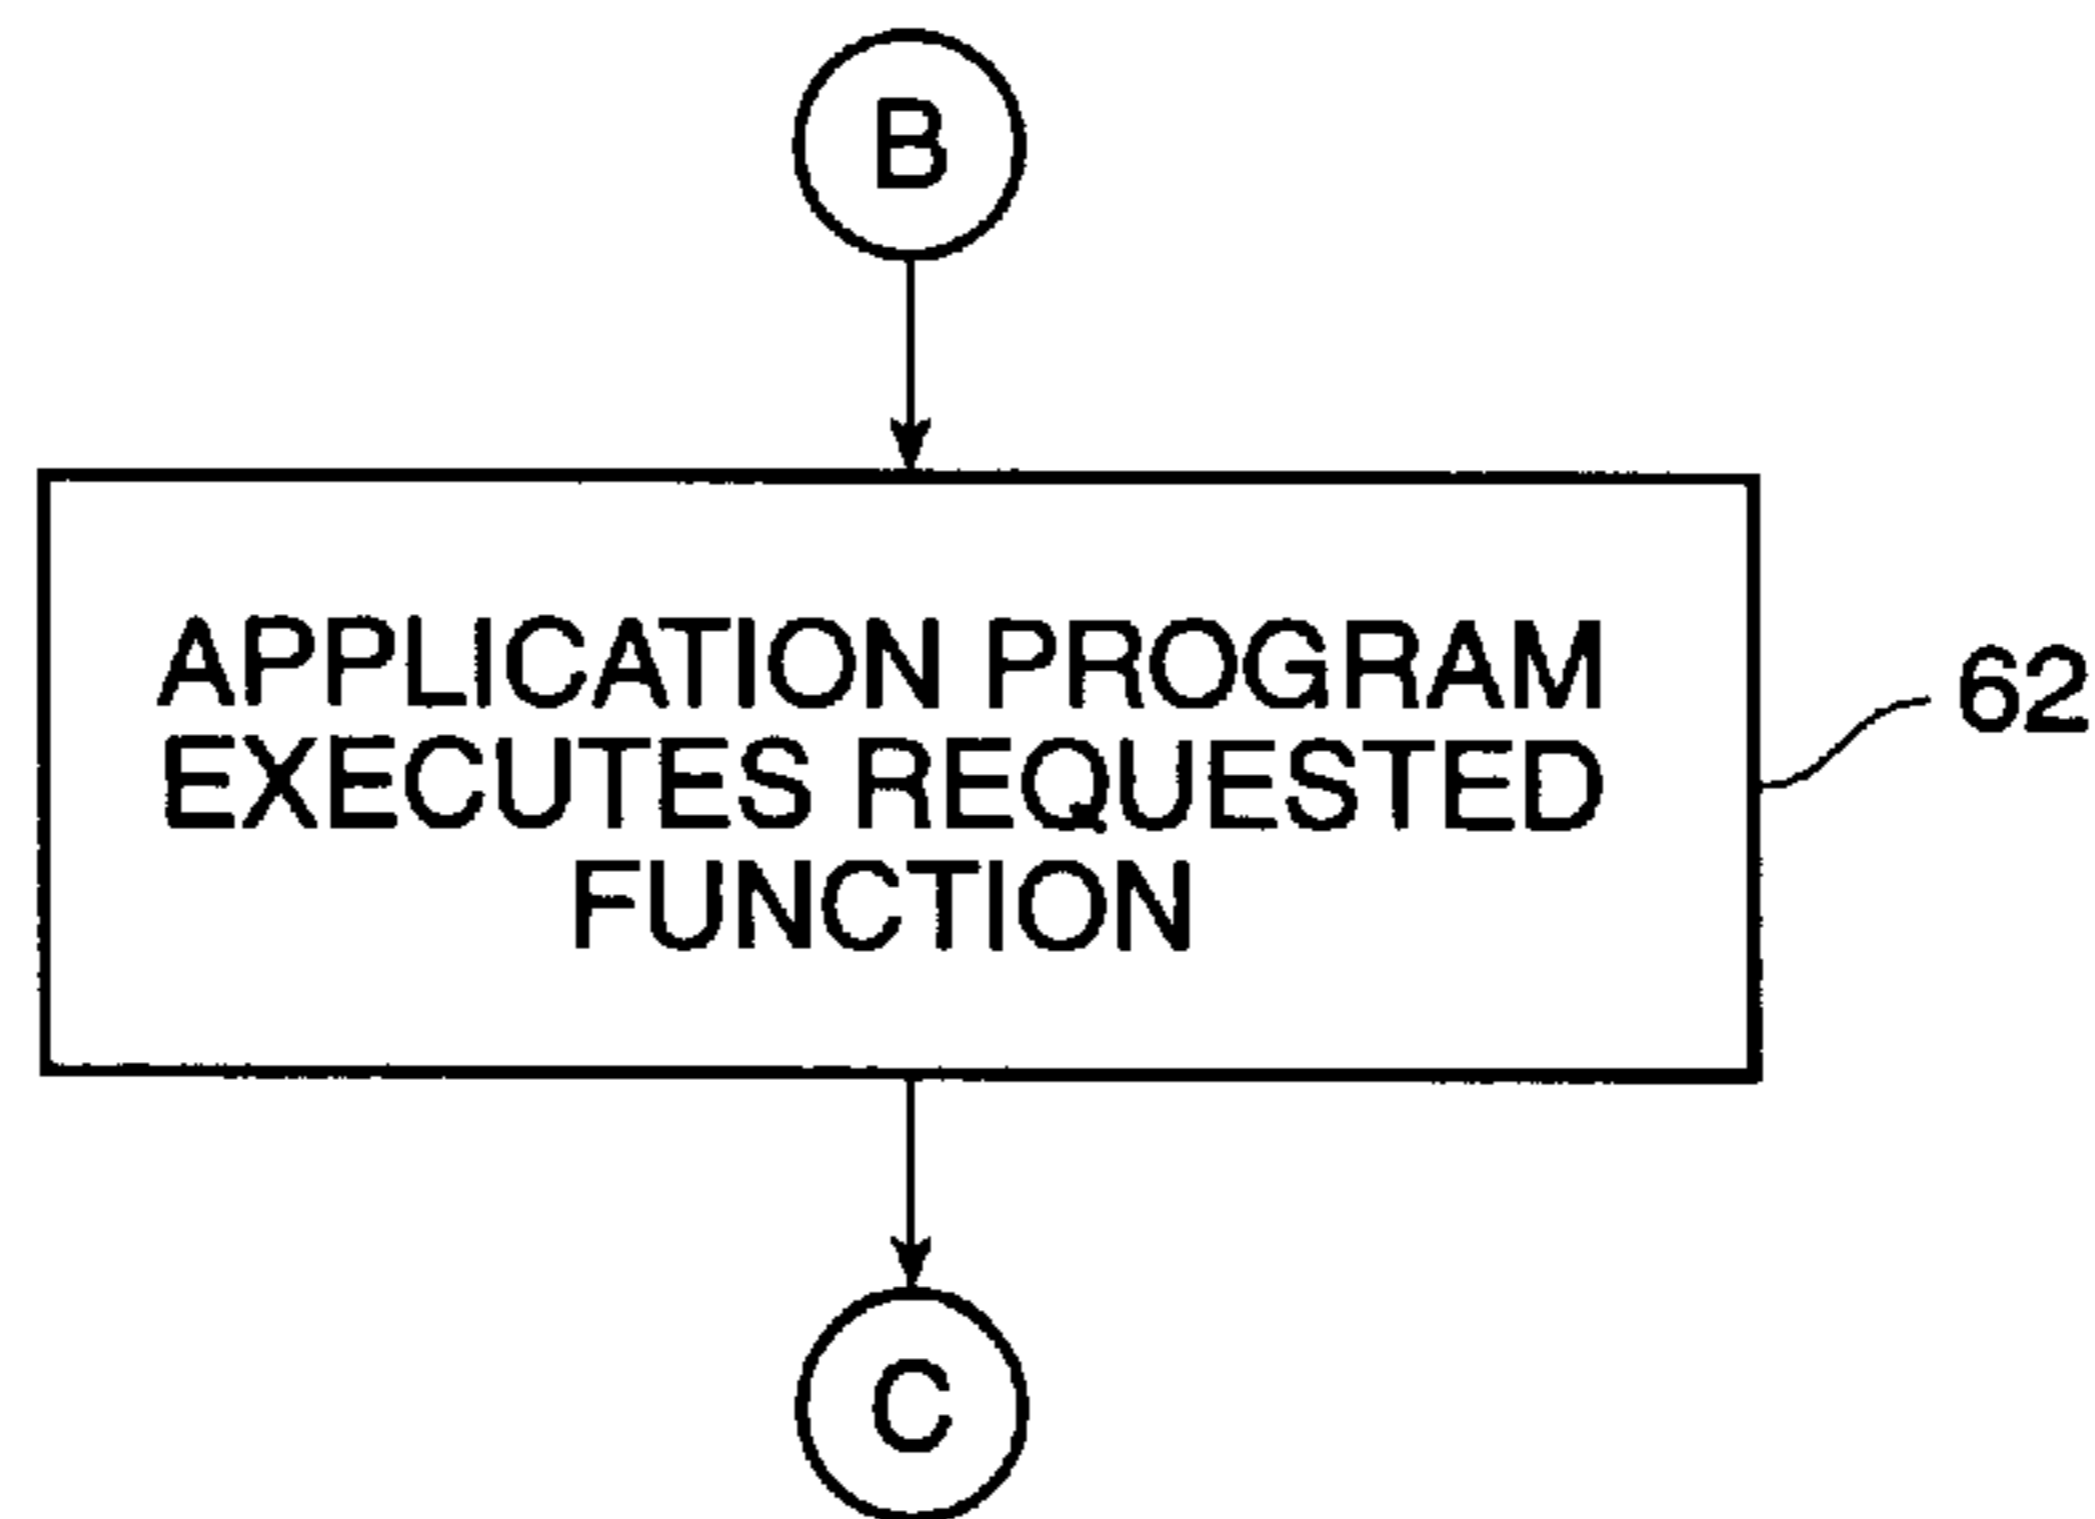 B
APPLICATION PROGRAM
EXECUTES REQUESTED
FUNCTION
62
C